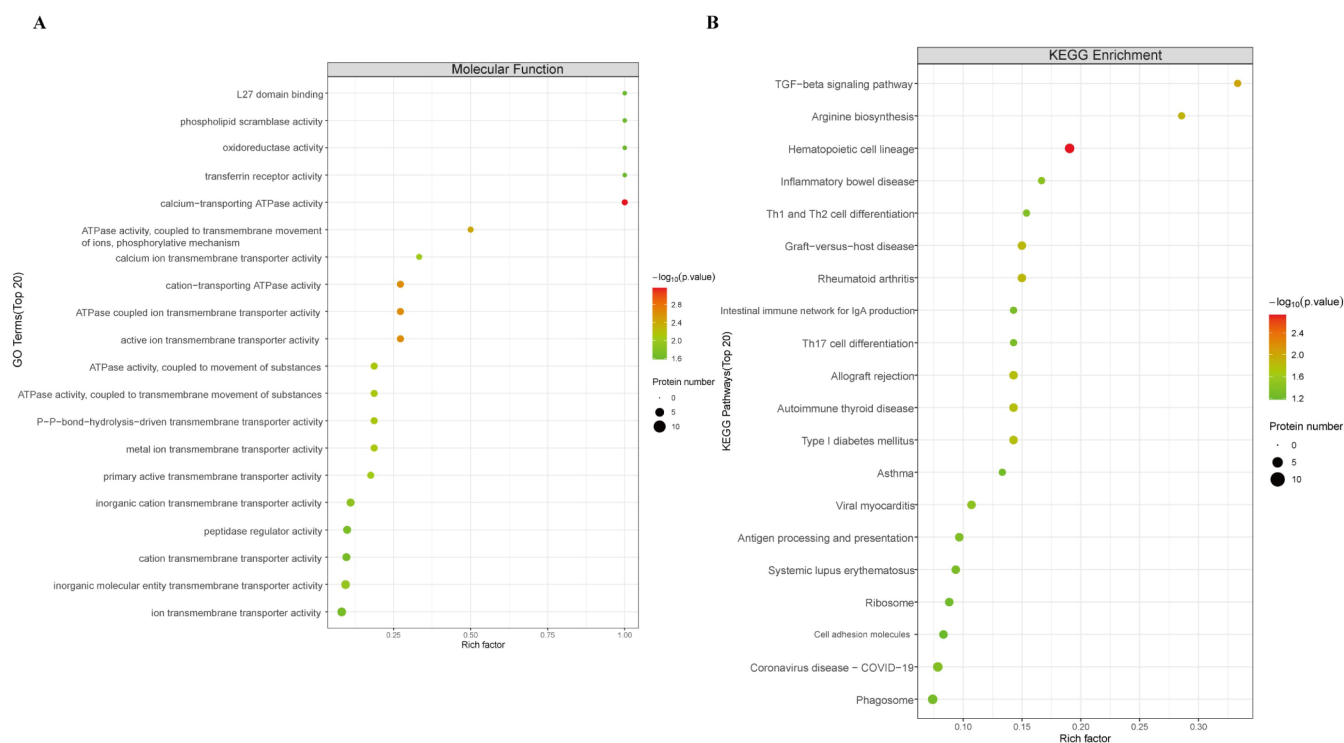 A
Molecular Function
GO Terms(Top 20)
L27 domain binding
phospholipid scramblase activity
oxidoreductase activity
transferrin receptor activity
calcium−transporting ATPase activity
ATPase activity, coupled to transmembrane movement
of ions, phosphorylative mechanism
calcium ion transmembrane transporter activity
cation−transporting ATPase activity
ATPase coupled ion transmembrane transporter activity
active ion transmembrane transporter activity
ATPase activity, coupled to movement of substances
ATPase activity, coupled to transmembrane movement of substances
P−P−bond−hydrolysis−driven transmembrane transporter activity
metal ion transmembrane transporter activity
primary active transmembrane transporter activity
inorganic cation transmembrane transporter activity
peptidase regulator activity
cation transmembrane transporter activity
inorganic molecular entity transmembrane transporter activity
ion transmembrane transporter activity
0.25 0.50 0.75 1.00
Rich factor
−log10(p.value)
2.8
2.4
2.0
1.6
Protein number
0
5
10
B
KEGG Enrichment
KEGG Pathways(Top 20)
TGF−beta signaling pathway
Arginine biosynthesis
Hematopoietic cell lineage
Inflammatory bowel disease
Th1 and Th2 cell differentiation
Graft−versus−host disease
Rheumatoid arthritis
Intestinal immune network for IgA production
Th17 cell differentiation
Allograft rejection
Autoimmune thyroid disease
Type I diabetes mellitus
Asthma
Viral myocarditis
Antigen processing and presentation
Systemic lupus erythematosus
Ribosome
Cell adhesion molecules
Coronavirus disease − COVID−19
Phagosome
0.10 0.15 0.20 0.25 0.30
Rich factor
−log10(p.value)
2.4
2.0
1.6
1.2
Protein number
0
5
10